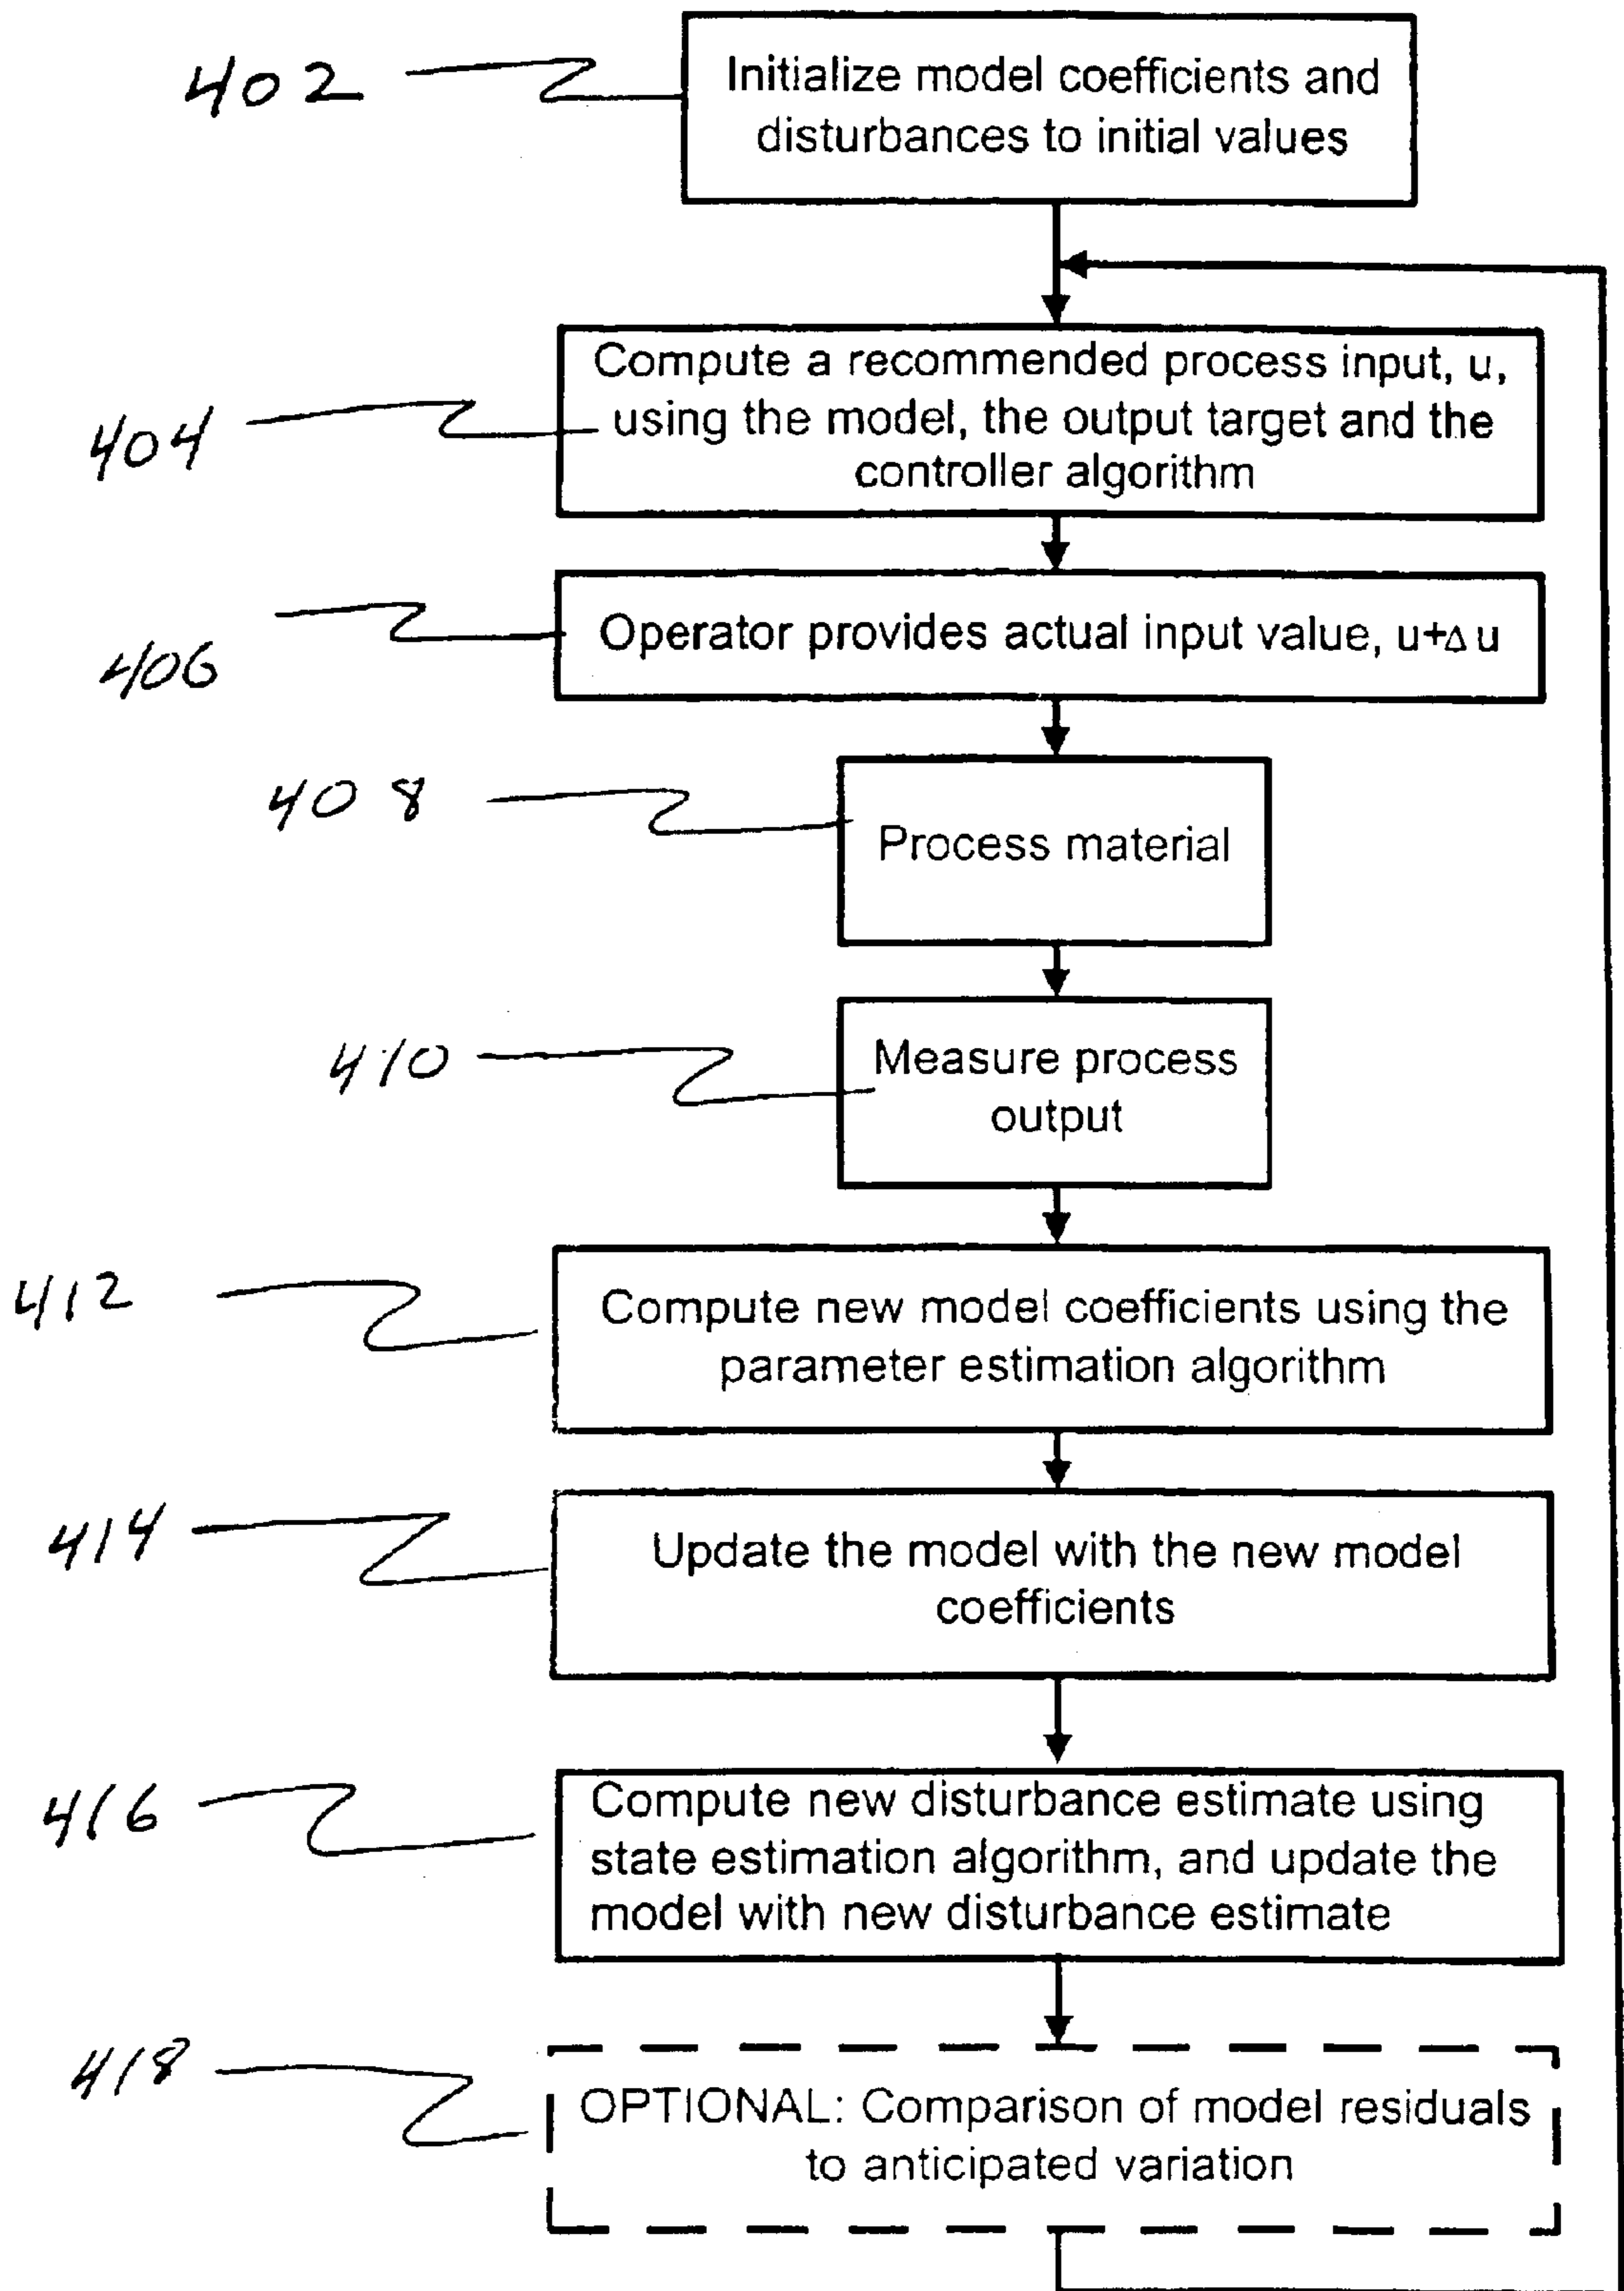 402
Initialize model coefficients and
disturbances to initial values
404
Compute a recommended process input, u,
using the model, the output target and the
controller algorithm
406
Operator provides actual input value, u+Δu
408
Process material
410
Measure process
output
412
Compute new model coefficients using the
parameter estimation algorithm
414
Update the model with the new model
coefficients
416
Compute new disturbance estimate using
state estimation algorithm, and update the
model with new disturbance estimate
418
OPTIONAL: Comparison of model residuals
to anticipated variation